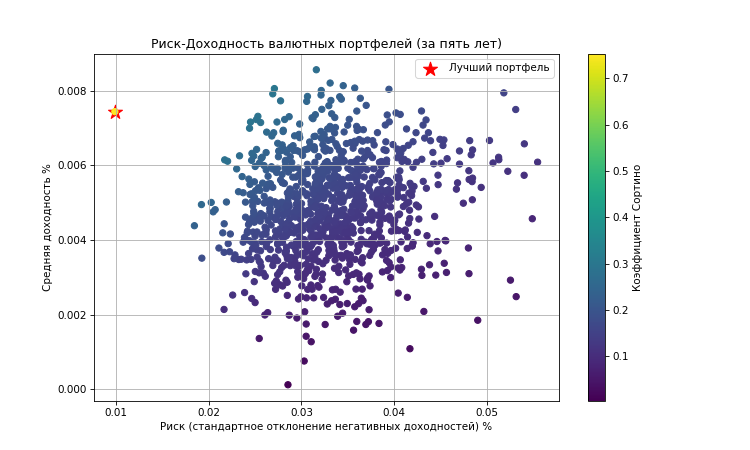 Риск-Доходность валютных портфелей (за пять лет)
Лучший портфель
Средняя доходность %
0.008
0.006
0.004
0.002
0.000
0.01 0.02 0.03 0.04 0.05
Риск (стандартное отклонение негативных доходностей) %
0.7
0.6
0.5
0.4
0.3
0.2
0.1
Коэффициент Сортино